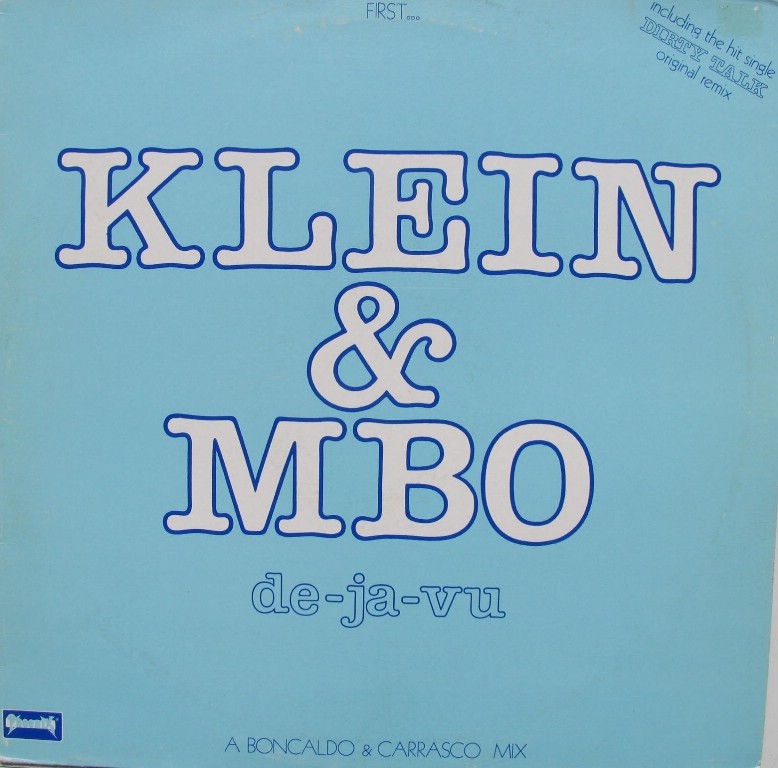 FIRST...
including the hit single
DIRTY TALK
original remix
KLEIN
&
MBO
de-ja-vu
A BONCALDO & CARRASCO MIX